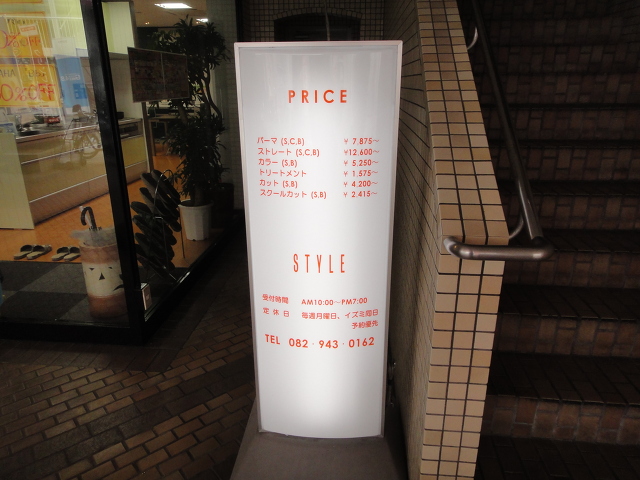 PRICE
パーマ (S,C,B) ¥ 7.875~
ストレート (S,C,B) ¥12.600~
カラー (S,B) ¥ 5.250~
トリートメント ¥ 1.575~
カット (S,B) ¥ 4.200~
スクールカット (S,B) ¥ 2.415~
STYLE
受付時間 AM10:00~PM7:00
定休日 毎週月曜日、イズミ沼日
予約優先
TEL 082・943・0162